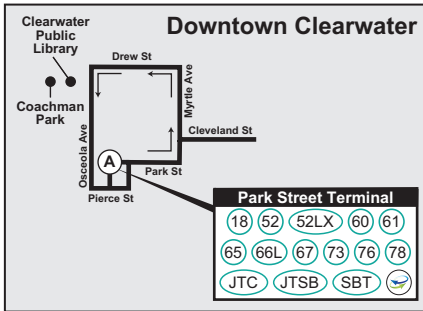 Downtown Clearwater
Clearwater
Public
Library
Coachman
Park
Drew St
Myrtle Ave
Osceola Ave
Cleveland St
A
Park St
Pierce St
Park Street Terminal
18 52 52LX 60 61
65 66L 67 73 76 78
JTC JTSB SBT